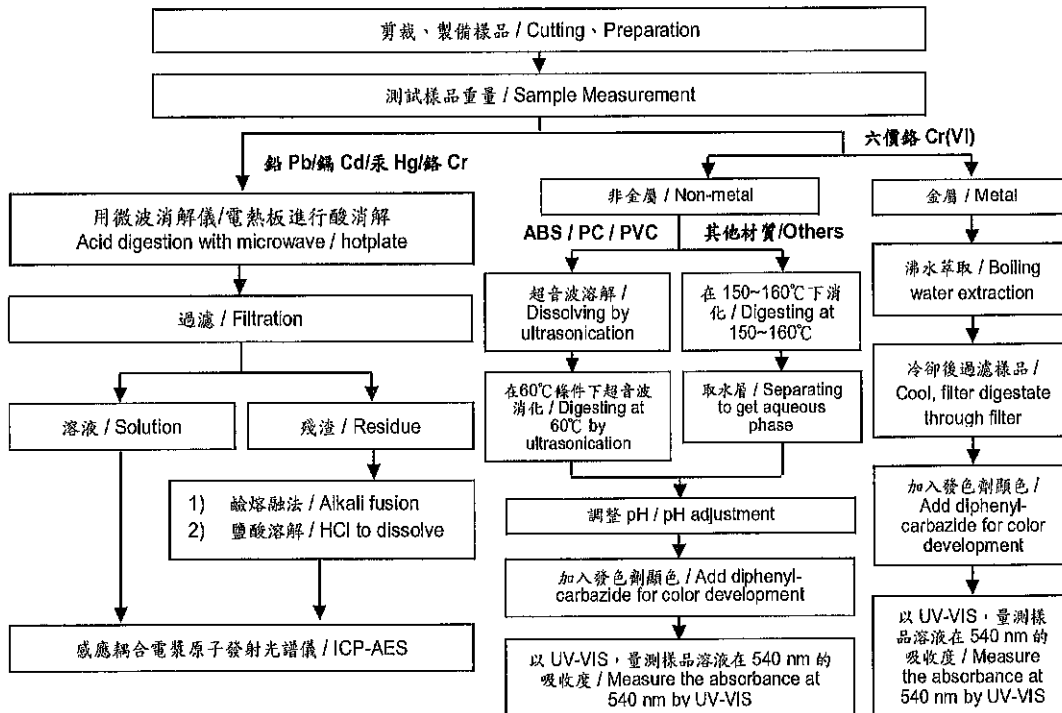 剪裁、製備樣品 / Cutting、Preparation
測試樣品重量 / Sample Measurement
鉛 Pb/鎘 Cd/汞 Hg/鉻 Cr
六價鉻 Cr(VI)
用微波消解儀/電熱板進行酸消解
Acid digestion with microwave / hotplate
過濾 / Filtration
溶液 / Solution
殘渣 / Residue
1) 鹼熔融法 / Alkali fusion
2) 鹽酸溶解 / HCl to dissolve
感應耦合電漿原子發射光譜儀 / ICP-AES
非金屬 / Non-metal
ABS / PC / PVC
其他材質/Others
超音波溶解 /
Dissolving by
ultrasonication
在 150~160℃下消
化 / Digesting at
150~160℃
在60℃條件下超音波
消化 / Digesting at
60℃ by
ultrasonication
取水層 / Separating
to get aqueous
phase
調整 pH / pH adjustment
加入發色劑顯色 / Add diphenyl-
carbazide for color development
以 UV-VIS，量測樣品溶液在 540 nm 的
吸收度 / Measure the absorbance at
540 nm by UV-VIS
金屬 / Metal
沸水萃取 / Boiling
water extraction
冷卻後過濾樣品 /
Cool, filter digestate
through filter
加入發色劑顯色 /
Add diphenyl-
carbazide for color
development
以 UV-VIS，量測樣
品溶液在 540 nm 的
吸收度 / Measure
the absorbance at
540 nm by UV-VIS